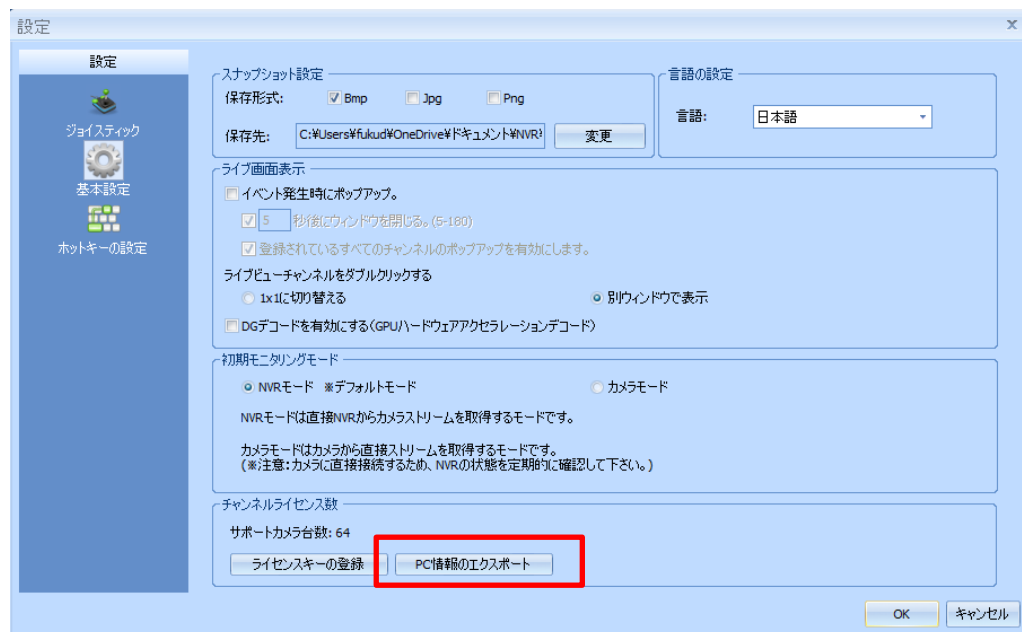 設定
設定
ジョイスティック
基本設定
ホットキーの設定
スナップショット設定
保存形式: Bmp Jpg Png
保存先: C:¥Users¥fukud¥OneDrive¥ドキュメント¥NVR 変更
言語の設定
言語: 日本語
ライブ画面表示
イベント発生時にポップアップ。
5 秒後にウィンドウを閉じる。(5-180)
登録されているすべてのチャンネルのポップアップを有効にします。
ライブビューチャンネルをダブルクリックする
1x1に切り替える 別ウィンドウで表示
DGデコードを有効にする(GPUハードウェアアクセラレーションデコード)
初期モニタリングモード
NVRモード ※デフォルトモード カメラモード
NVRモードは直接NVRからカメラストリームを取得するモードです。
カメラモードはカメラから直接ストリームを取得するモードです。
(※注意:カメラに直接接続するため、NVRの状態を定期的に確認して下さい。)
チャンネルライセンス数
サポートカメラ台数: 64
ライセンスキーの登録 PC情報のエクスポート
OK キャンセル